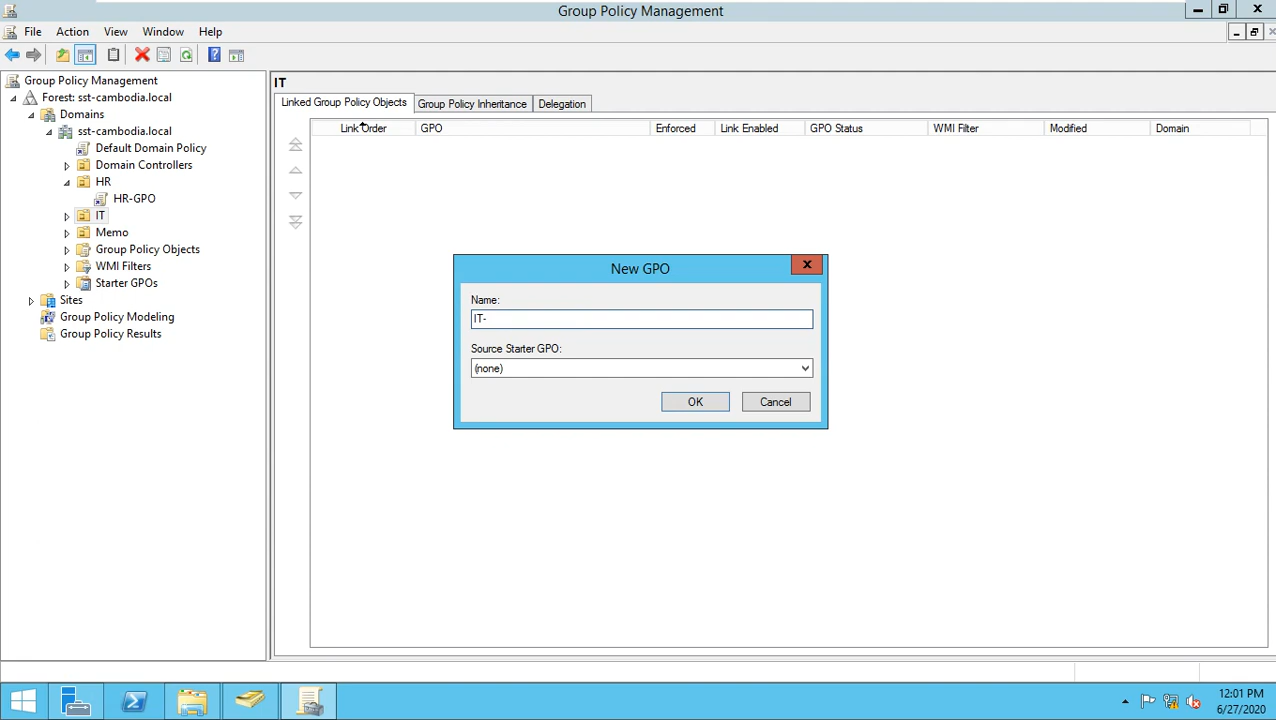 Group Policy Management
File Action View Window Help
Group Policy Management
Forest: sst-cambodia.local
Domains
sst-cambodia.local
Default Domain Policy
Domain Controllers
HR
HR-GPO
IT
Memo
Group Policy Objects
WMI Filters
Starter GPOs
Sites
Group Policy Modeling
Group Policy Results
IT
Linked Group Policy Objects Group Policy Inheritance Delegation
Link Order GPO Enforced Link Enabled GPO Status WMI Filter Modified Domain
New GPO
Name:
IT-
Source Starter GPO:
(none)
OK Cancel
12:01 PM
6/27/2020